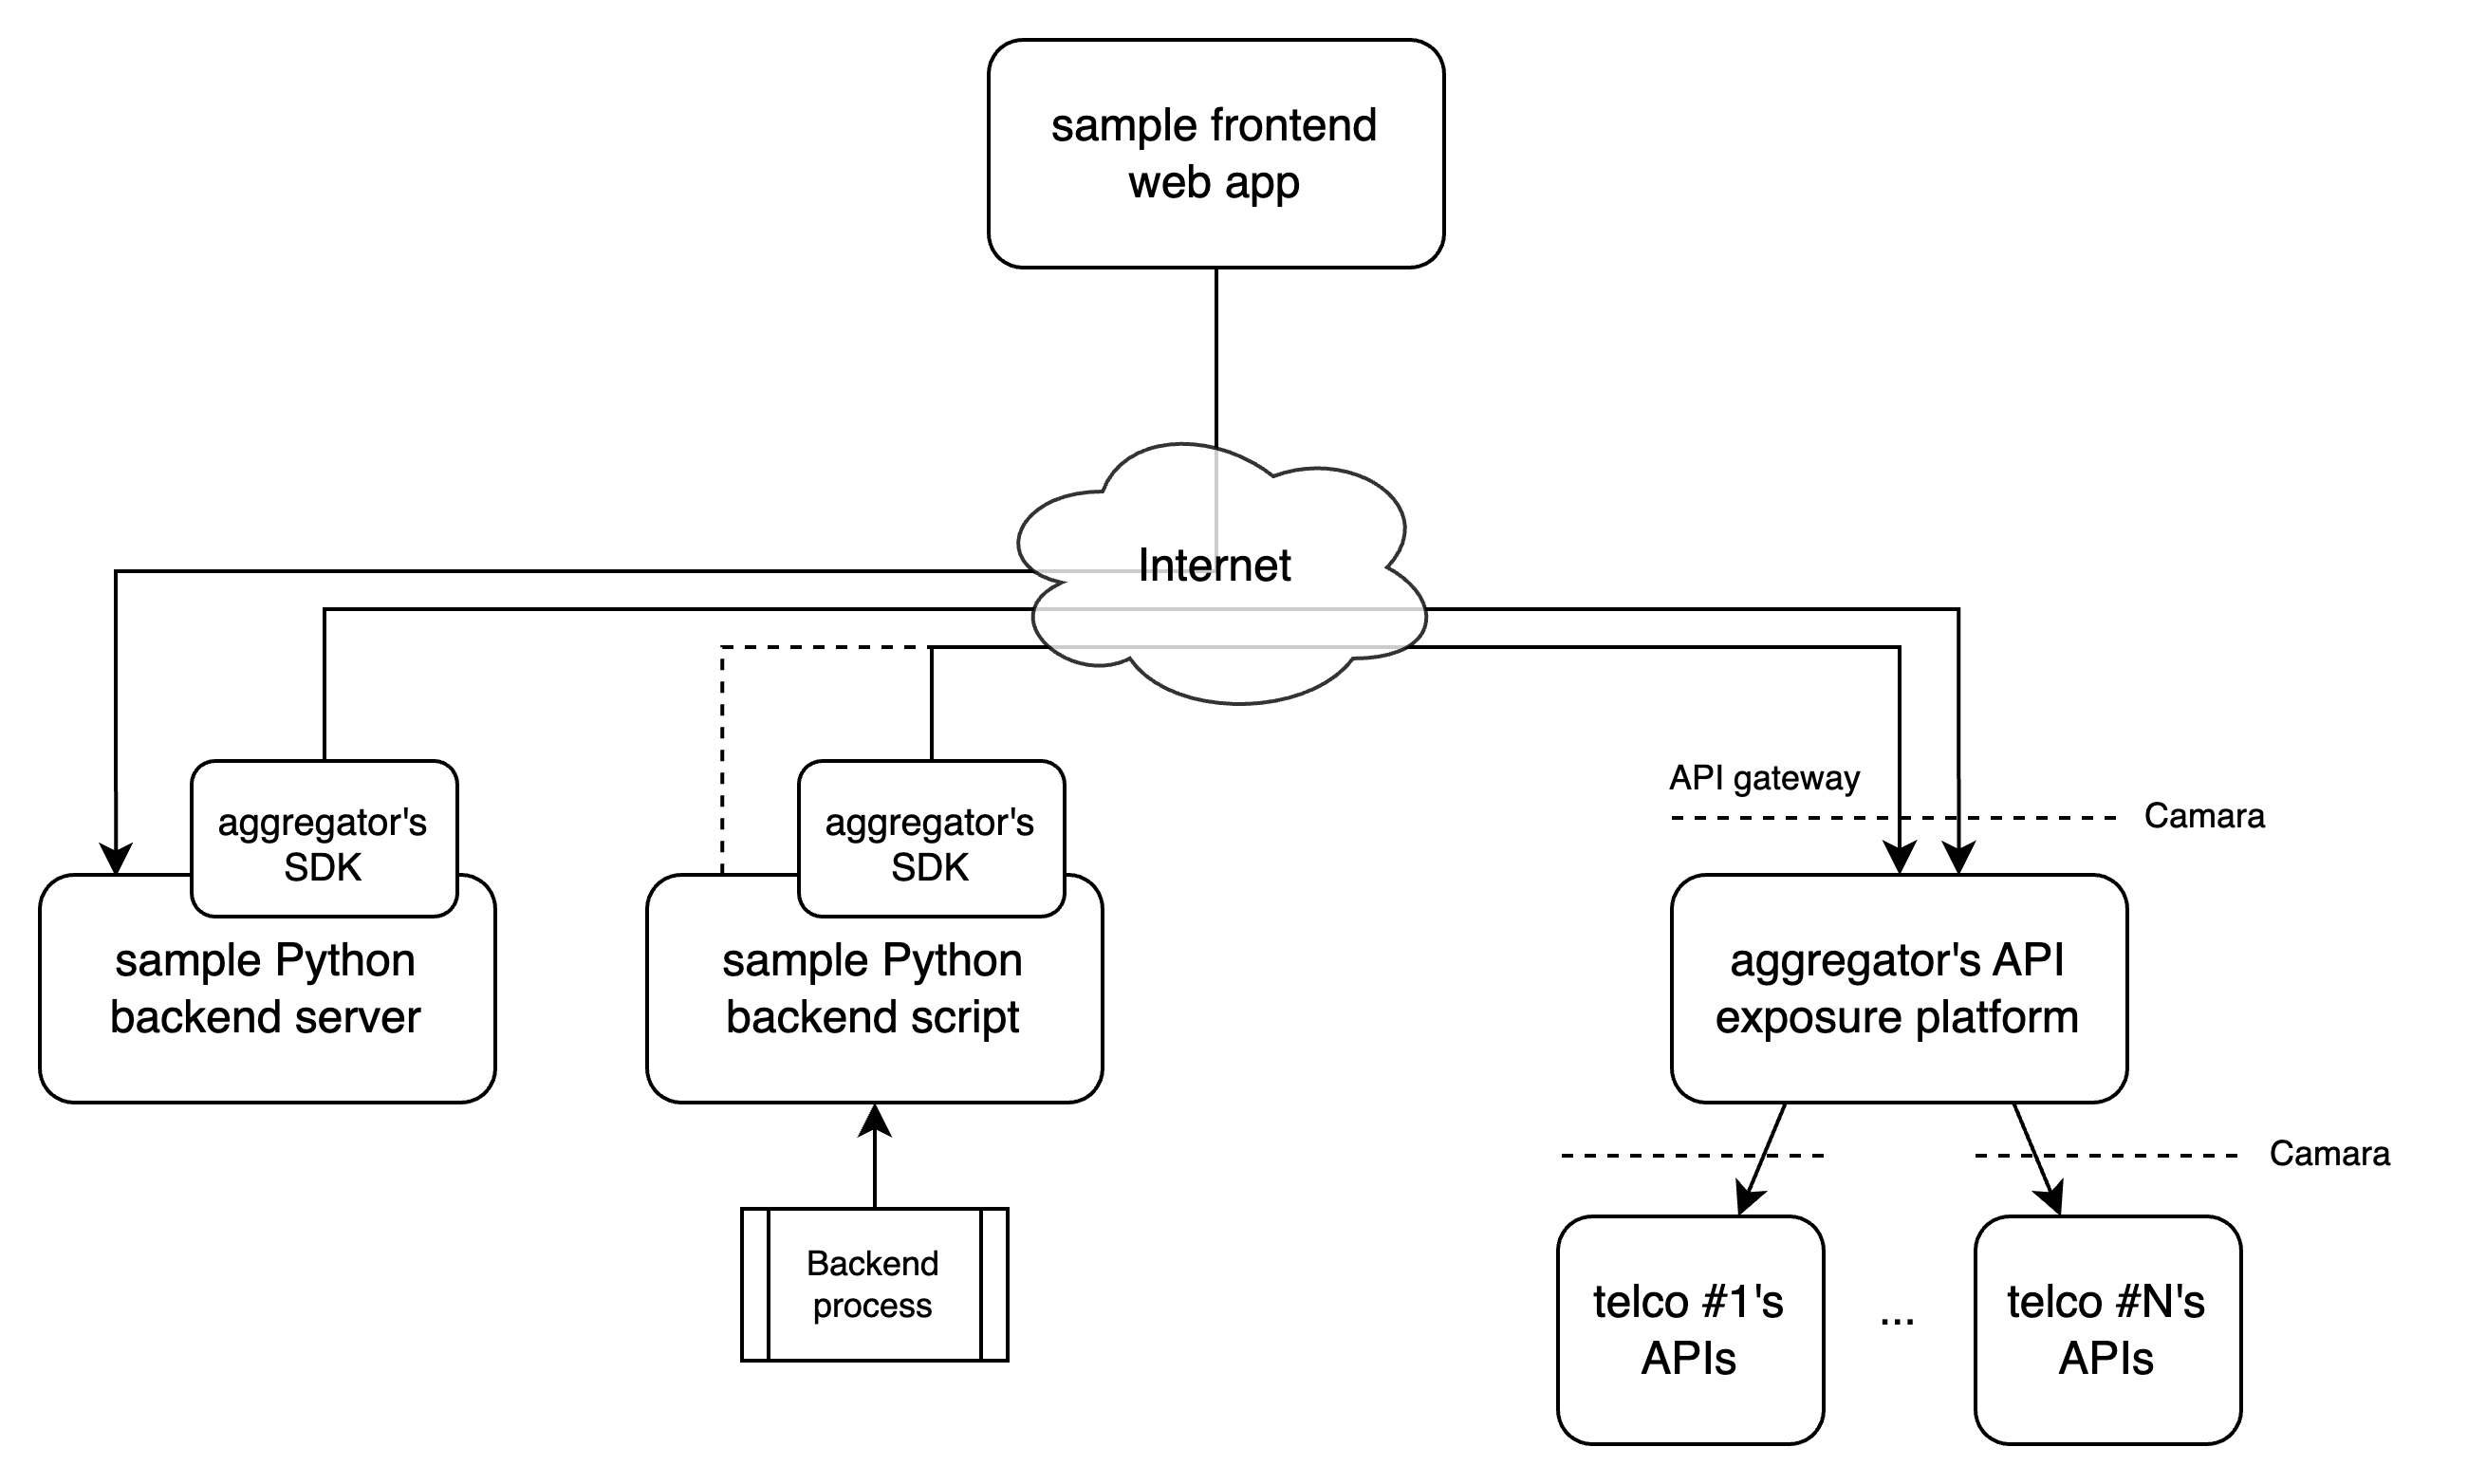 sample frontend
web app
Internet
API gateway
Camara
aggregator's
SDK
aggregator's
SDK
sample Python
backend server
sample Python
backend script
aggregator's API
exposure platform
Camara
Backend
process
telco #1's
APIs
...
telco #N's
APIs